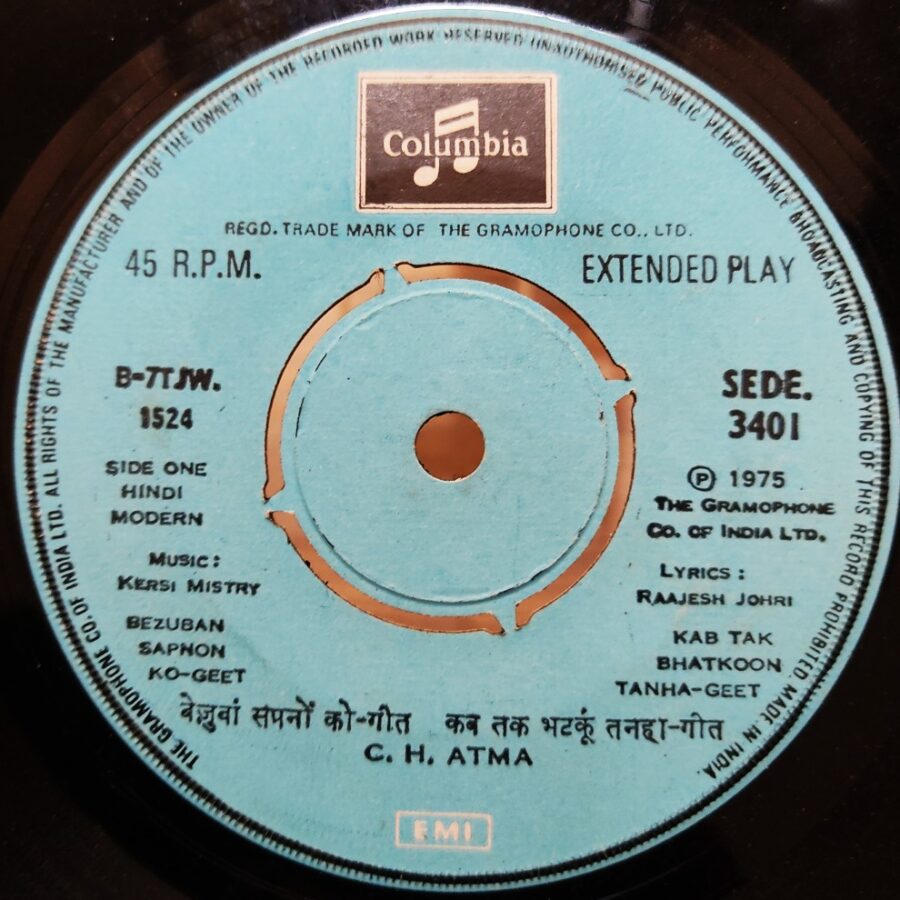 THE GRAMOPHONE CO. OF INDIA LTD. ALL RIGHTS OF THE MANUFACTURER AND OF THE OWNER OF THE RECORDED WORK RESERVED UNAUTHORISED PUBLIC PERFORMANCE BROADCASTING AND COPYING OF THIS RECORD PROHIBITED. MADE IN INDIA.
Columbia
REGD. TRADE MARK OF THE GRAMOPHONE CO., LTD.
45 R.P.M.
EXTENDED PLAY
B-7TJW.
1524
SEDE.
3401
SIDE ONE
HINDI
MODERN
℗ 1975
THE GRAMOPHONE
CO. OF INDIA LTD.
MUSIC:
KERSI MISTRY
LYRICS :
RAAJESH JOHRI
BEZUBAN
SAPNON
KO-GEET
KAB TAK
BHATKOON
TANHA-GEET
बेज़ुबां सपनों को-गीत कब तक भटकूं तनहा-गीत
C. H. ATMA
EMI